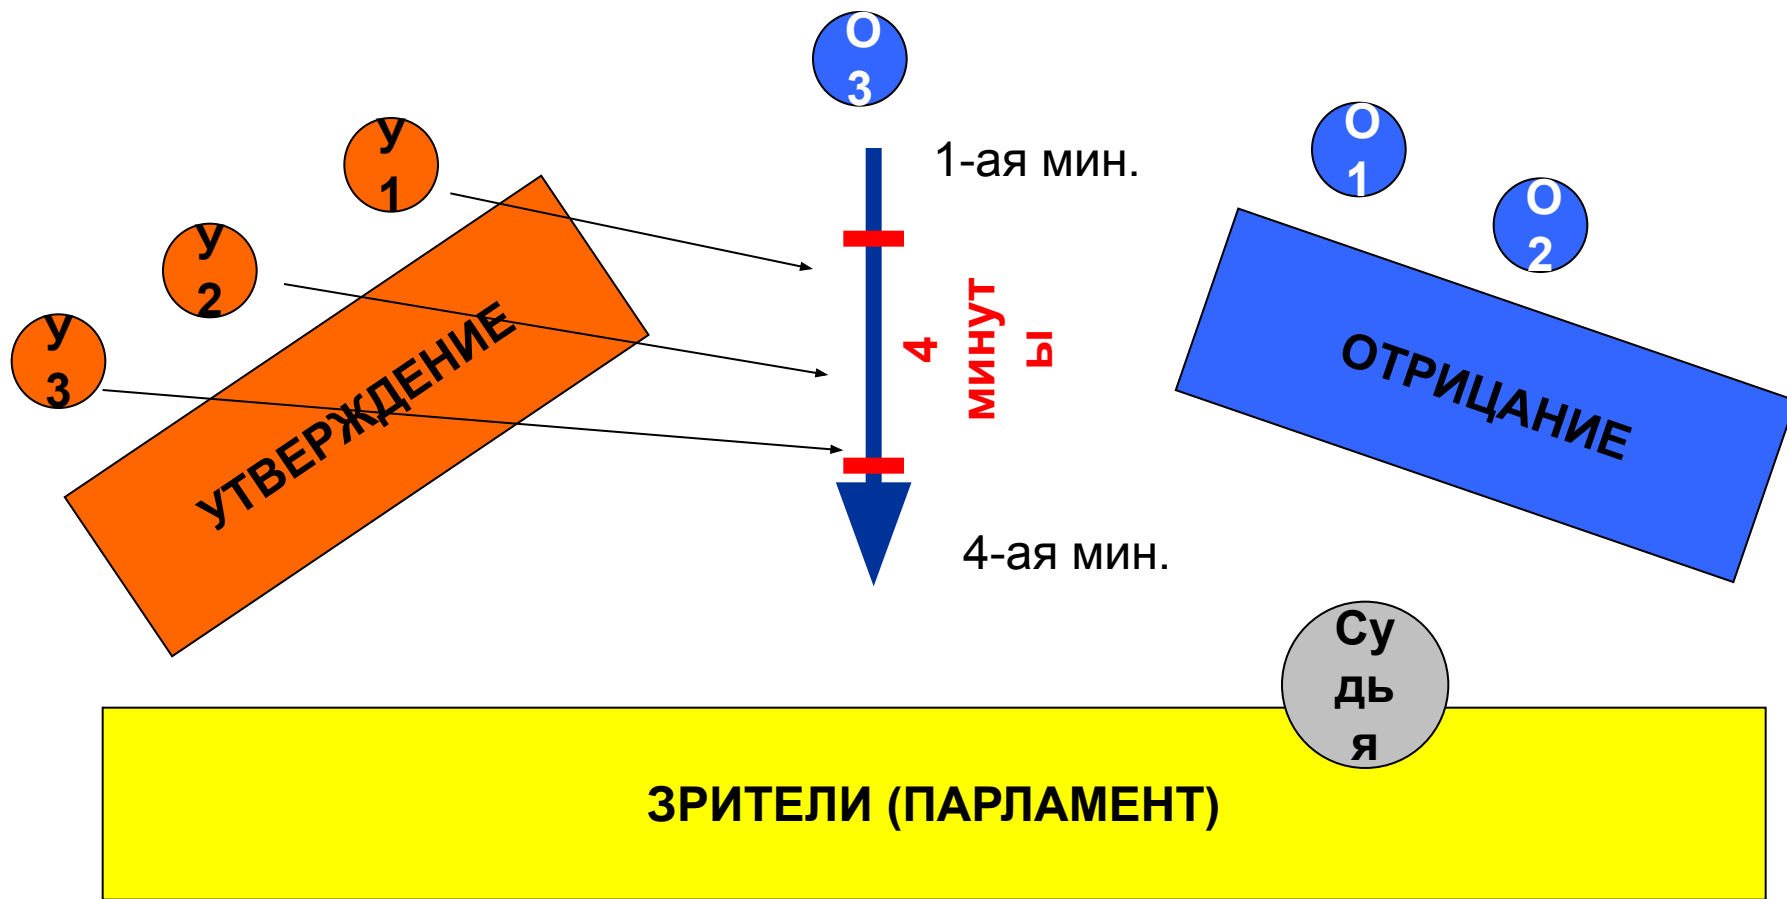 О
3
У
1
1-ая мин.
О
1
У
2
О
2
4
минут
ы
У
3
УТВЕРЖДЕНИЕ
ОТРИЦАНИЕ
4-ая мин.
Су
дь
я
ЗРИТЕЛИ (ПАРЛАМЕНТ)